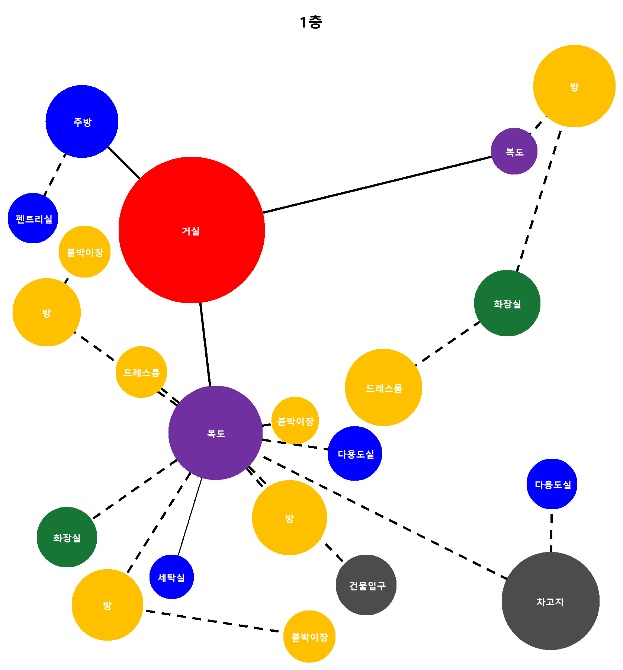 1층
방
주방
복도
펜트리실
거실
붙박이장
화장실
방
드레스룸
드레스룸
붙박이장
복도
다용도실
다용도실
방
화장실
세탁실
건물입구
차고지
방
붙박이장